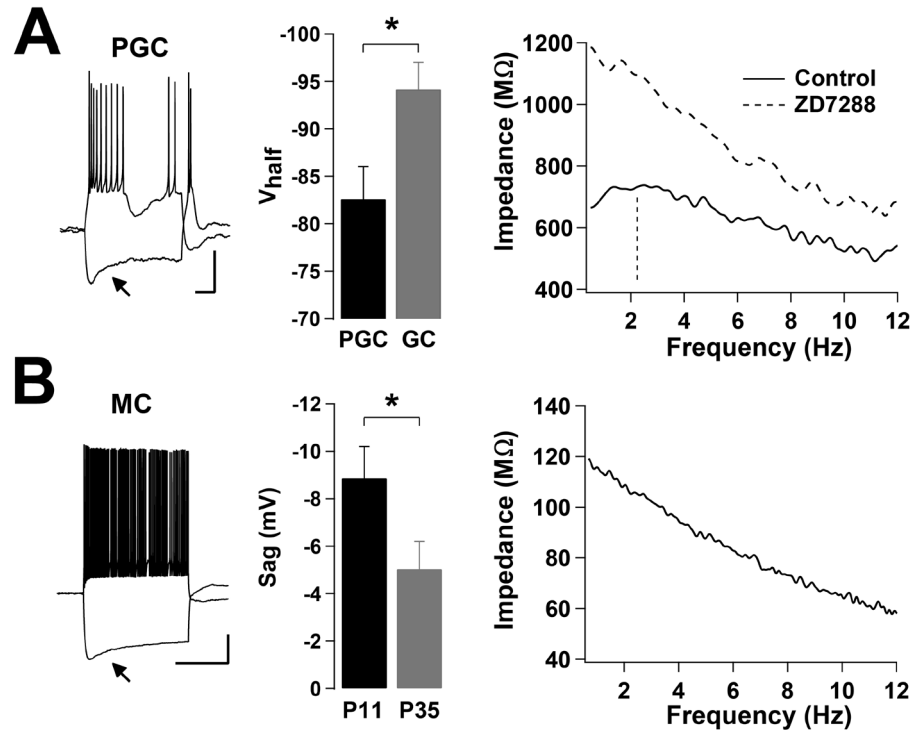 A
PGC
*
V_half
-100
-95
-90
-85
-80
-75
-70
PGC GC
Impedance (MΩ)
1200
1000
800
600
400
Control
ZD7288
2 4 6 8 10 12
Frequency (Hz)
B
MC
*
Sag (mV)
-12
-10
-8
-6
-4
-2
0
P11 P35
Impedance (MΩ)
140
120
100
80
60
40
2 4 6 8 10 12
Frequency (Hz)